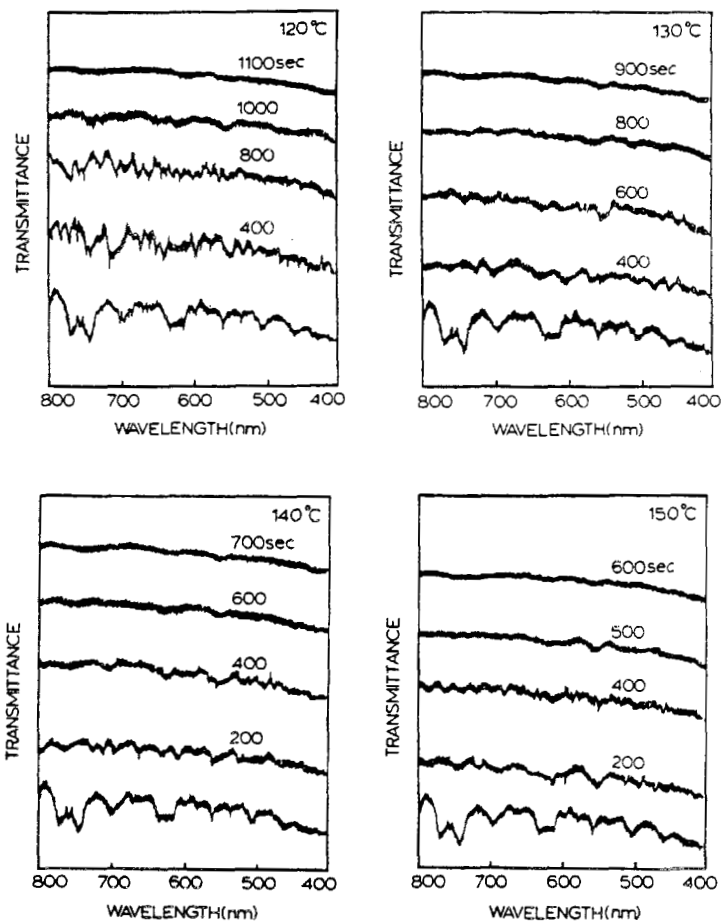 120°C
1100sec
1000
800
400
TRANSMITTANCE
800 700 600 500 400
WAVELENGTH(nm)
130°C
900sec
800
600
400
TRANSMITTANCE
800 700 600 500 400
WAVELENGTH(nm)
140°C
700sec
600
400
200
TRANSMITTANCE
800 700 600 500 400
WAVELENGTH(nm)
150°C
600sec
500
400
200
TRANSMITTANCE
800 700 600 500 400
WAVELENGTH(nm)